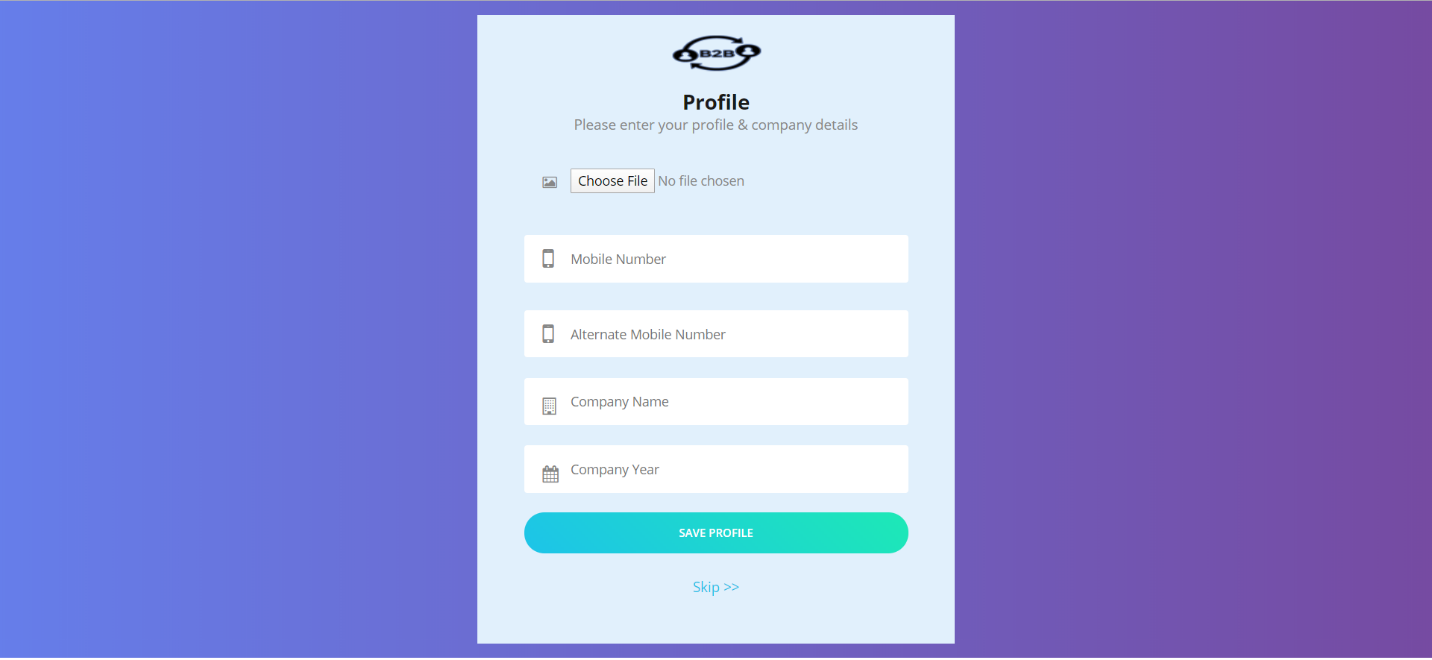 B2B
Profile
Please enter your profile & company details
Choose File No file chosen
Mobile Number
Alternate Mobile Number
Company Name
Company Year
SAVE PROFILE
Skip >>